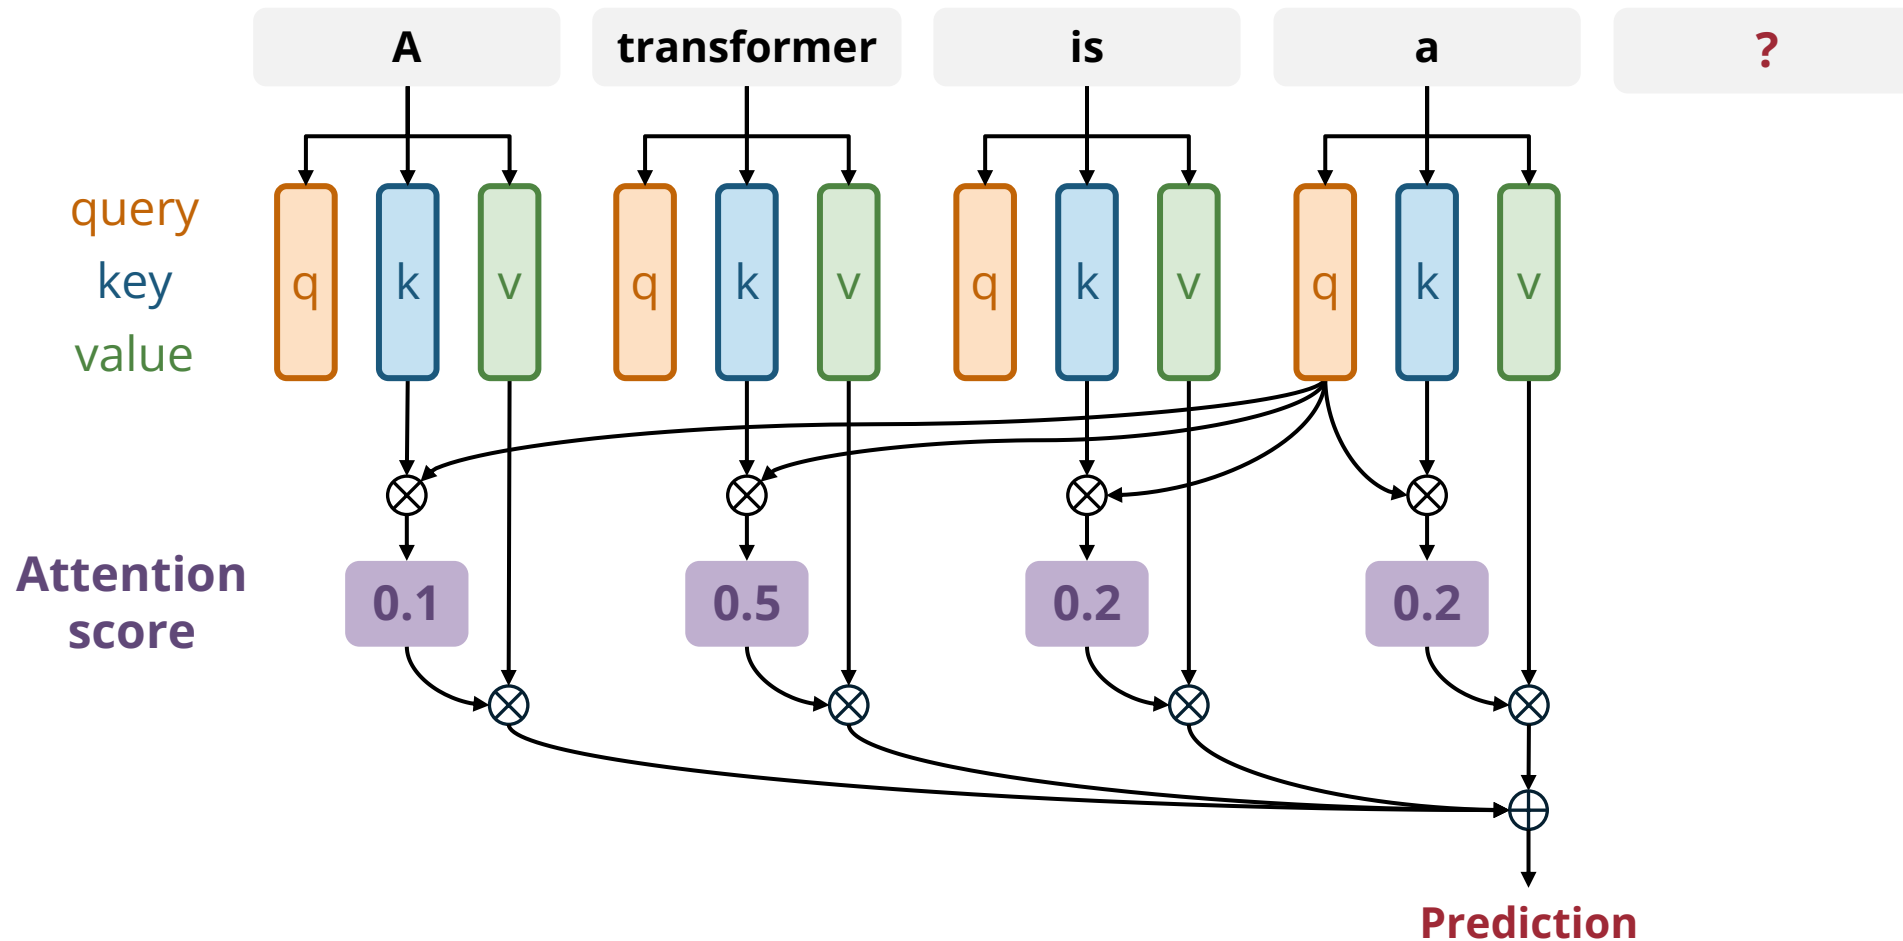 A transformer is a ?
query
key
value
q k v q k v q k v q k v
Attention
score
0.1 0.5 0.2 0.2
Prediction